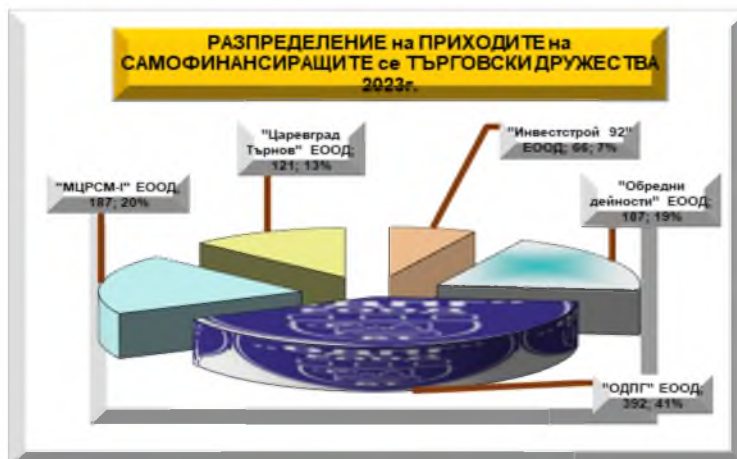 РАЗПРЕДЕЛЕНИЕ на ПРИХОДИТЕ на
САМОФИНАНСИРАЩИТЕ се ТЪРГОВСКИ ДРУЖЕСТВА
2023г.
"Царевград
Търнов" ЕООД;
121; 13%
"Инвестстрой 92"
ЕООД; 66; 7%
"МЦРСМ-I" ЕООД;
187; 20%
"Обредни
дейности" ЕООД;
187; 19%
"ОДПГ" ЕООД;
392; 41%